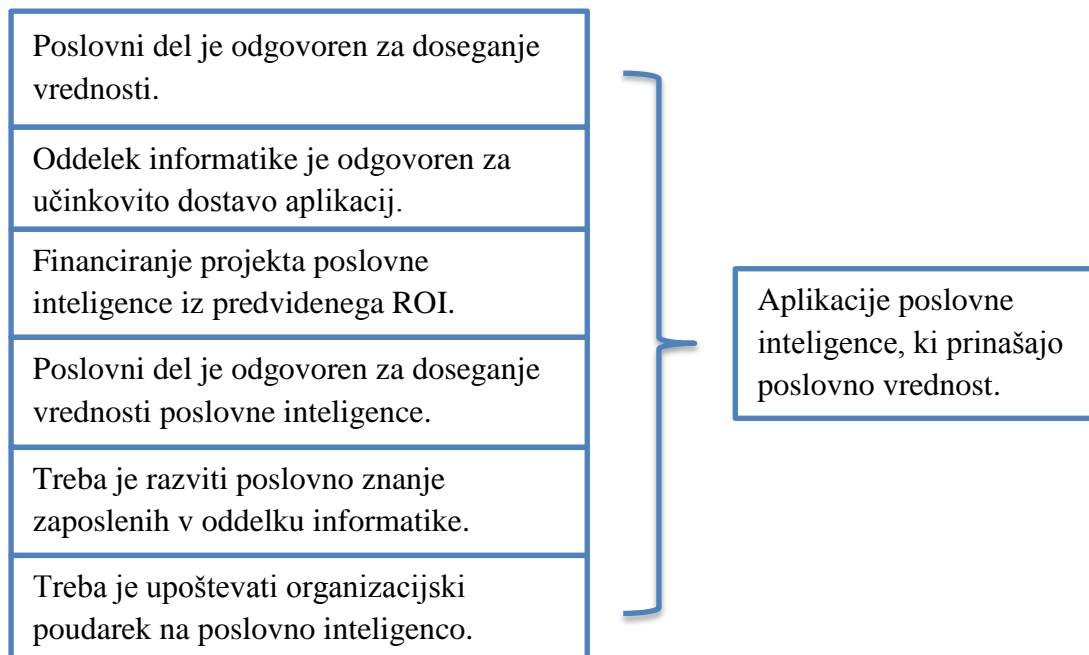 Poslovni del je odgovoren za doseganje
vrednosti.
Oddelek informatike je odgovoren za
učinkovito dostavo aplikacij.
Financiranje projekta poslovne
inteligence iz predvidenega ROI.
Poslovni del je odgovoren za doseganje
vrednosti poslovne inteligence.
Treba je razviti poslovno znanje
zaposlenih v oddelku informatike.
Treba je upoštevati organizacijski
poudarek na poslovno inteligenco.
Aplikacije poslovne
inteligence, ki prinašajo
poslovno vrednost.